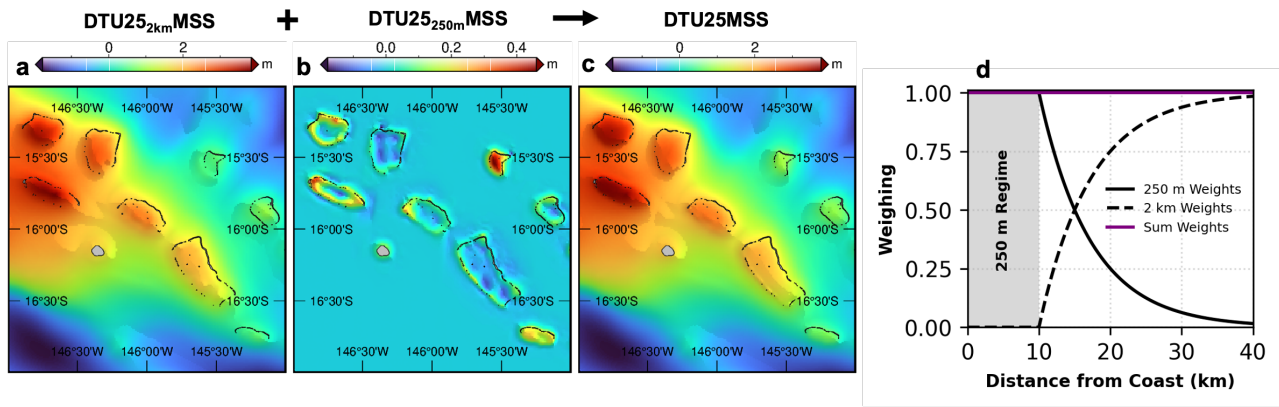 DTU25₂ₖₘMSS + DTU25₂₅₀ₘMSS → DTU25MSS
a 0 2 m
b 0.0 0.2 0.4 m
c 0 2 m
d
146°30'W 146°00'W 145°30'W
15°30'S 15°30'S
16°00'S 16°00'S
16°30'S 16°30'S
146°30'W 146°00'W 145°30'W
146°30'W 146°00'W 145°30'W
15°30'S 15°30'S
16°00'S 16°00'S
16°30'S 16°30'S
146°30'W 146°00'W 145°30'W
146°30'W 146°00'W 145°30'W
15°30'S 15°30'S
16°00'S 16°00'S
16°30'S 16°30'S
146°30'W 146°00'W 145°30'W
Weighing
1.00
0.75
0.50
0.25
0.00
250 m Regime
250 m Weights
2 km Weights
Sum Weights
0 10 20 30 40
Distance from Coast (km)